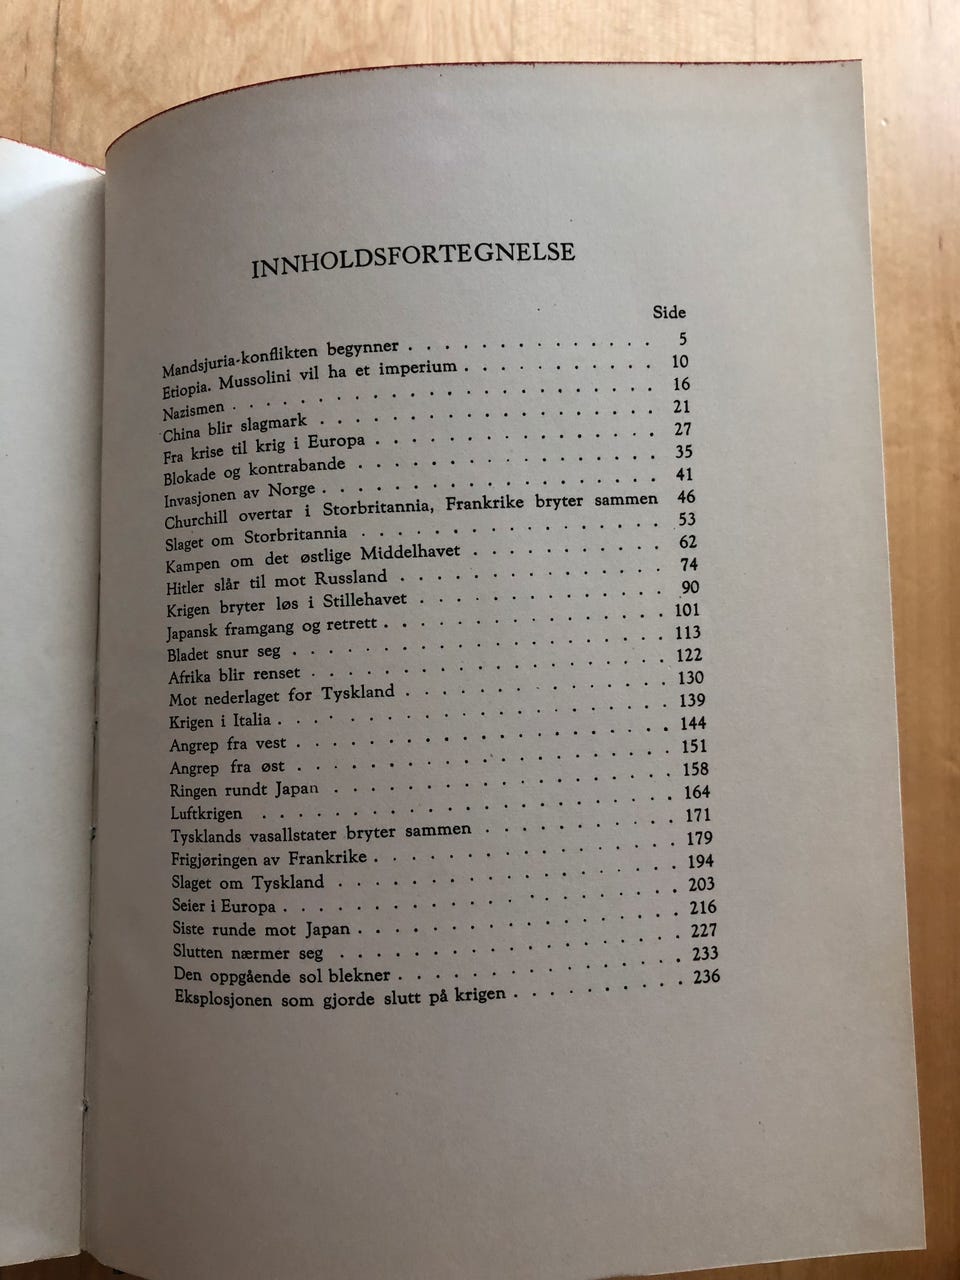 INNHOLDSFORTEGNELSE
Side
Mandsjuria-konflikten begynner . . . . . . . . . . . . . . 5
Etiopia. Mussolini vil ha et imperium . . . . . . . . . . . 10
Nazismen . . . . . . . . . . . . . . . . . . . . 16
China blir slagmark . . . . . . . . . . . . . . . . . 21
Fra krise til krig i Europa . . . . . . . . . . . . . . . 27
Blokade og kontrabande . . . . . . . . . . . . . . . . 35
Invasjonen av Norge . . . . . . . . . . . . . . . . . 41
Churchill overtar i Storbritannia, Frankrike bryter sammen 46
Slaget om Storbritannia . . . . . . . . . . . . . . . . 53
Kampen om det østlige Middelhavet . . . . . . . . . . . 62
Hitler slår til mot Russland . . . . . . . . . . . . . . 74
Krigen bryter løs i Stillehavet . . . . . . . . . . . . . 90
Japansk framgang og retrett . . . . . . . . . . . . . . 101
Bladet snur seg . . . . . . . . . . . . . . . . . . 113
Afrika blir renset . . . . . . . . . . . . . . . . . 122
Mot nederlaget for Tyskland . . . . . . . . . . . . . . 130
Krigen i Italia . . . . . . . . . . . . . . . . . . 139
Angrep fra vest . . . . . . . . . . . . . . . . . . 144
Angrep fra øst . . . . . . . . . . . . . . . . . . 151
Ringen rundt Japan . . . . . . . . . . . . . . . . . 158
Luftkrigen . . . . . . . . . . . . . . . . . . . 164
Tysklands vasallstater bryter sammen . . . . . . . . . . 171
Frigjøringen av Frankrike . . . . . . . . . . . . . . . 179
Slaget om Tyskland . . . . . . . . . . . . . . . . . 194
Seier i Europa . . . . . . . . . . . . . . . . . . 203
Siste runde mot Japan . . . . . . . . . . . . . . . . 216
Slutten nærmer seg . . . . . . . . . . . . . . . . . 227
Den oppgående sol blekner . . . . . . . . . . . . . . 233
Eksplosjonen som gjorde slutt på krigen . . . . . . . . . 236